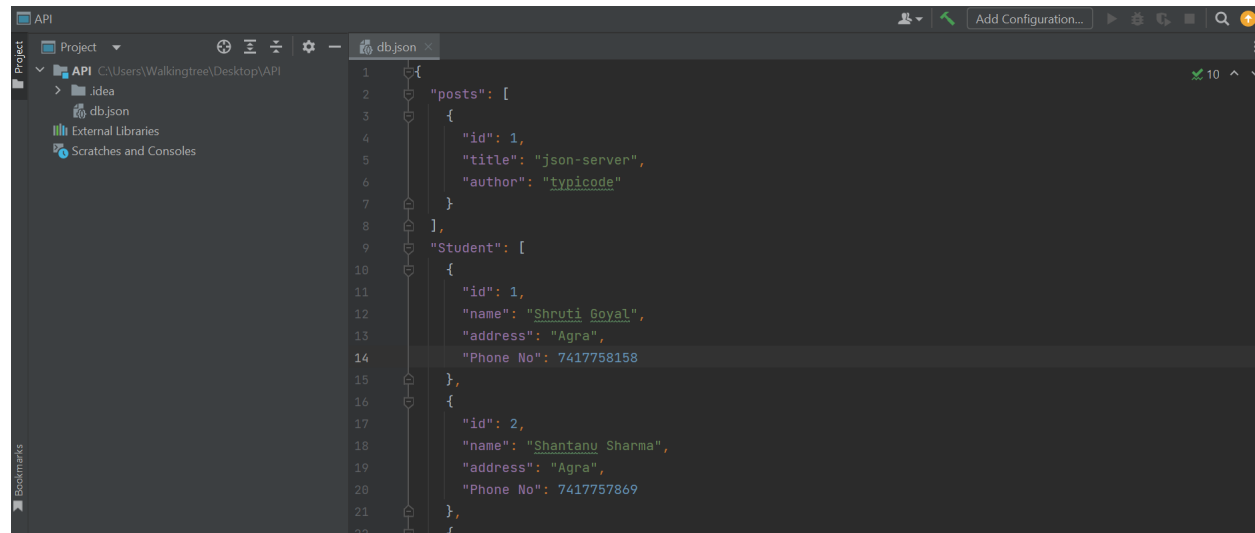 API
Add Configuration...
Project
Project
db.json
API C:\Users\Walkingtree\Desktop\API
.idea
db.json
External Libraries
Scratches and Consoles
Bookmarks
10
1 {
2 "posts": [
3 {
4 "id": 1,
5 "title": "json-server",
6 "author": "typicode"
7 }
8 ],
9 "Student": [
10 {
11 "id": 1,
12 "name": "Shruti Goyal",
13 "address": "Agra",
14 "Phone No": 7417758158
15 },
16 {
17 "id": 2,
18 "name": "Shantanu Sharma",
19 "address": "Agra",
20 "Phone No": 7417757869
21 },
22 {